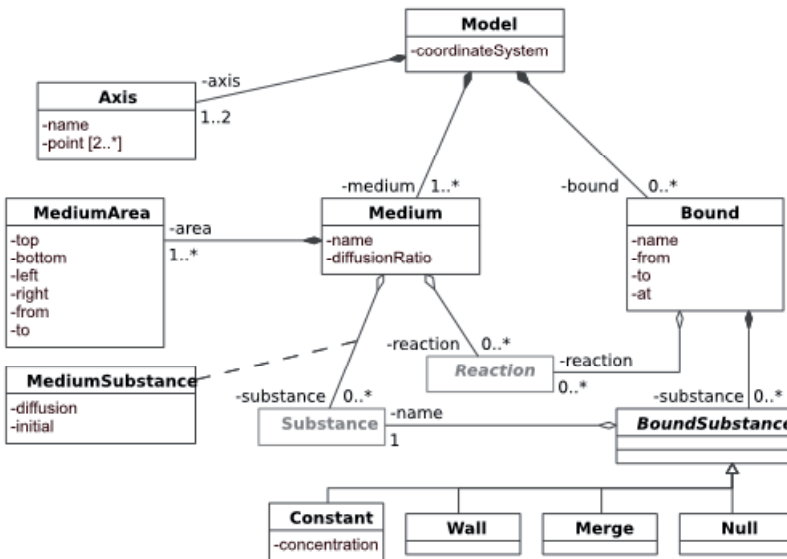 Model
-coordinateSystem
-axis
Axis
1..2
-name
-point [2..*]
-medium
1..*
-bound
0..*
MediumArea
-top
-bottom
-left
-right
-from
-to
-area
1..*
Medium
-name
-diffusionRatio
Bound
-name
-from
-to
-at
-reaction
0..*
Reaction
-reaction
0..*
MediumSubstance
-diffusion
-initial
-substance
0..*
Substance
-name
1
-substance
0..*
BoundSubstance
Constant
-concentration
Wall
Merge
Null